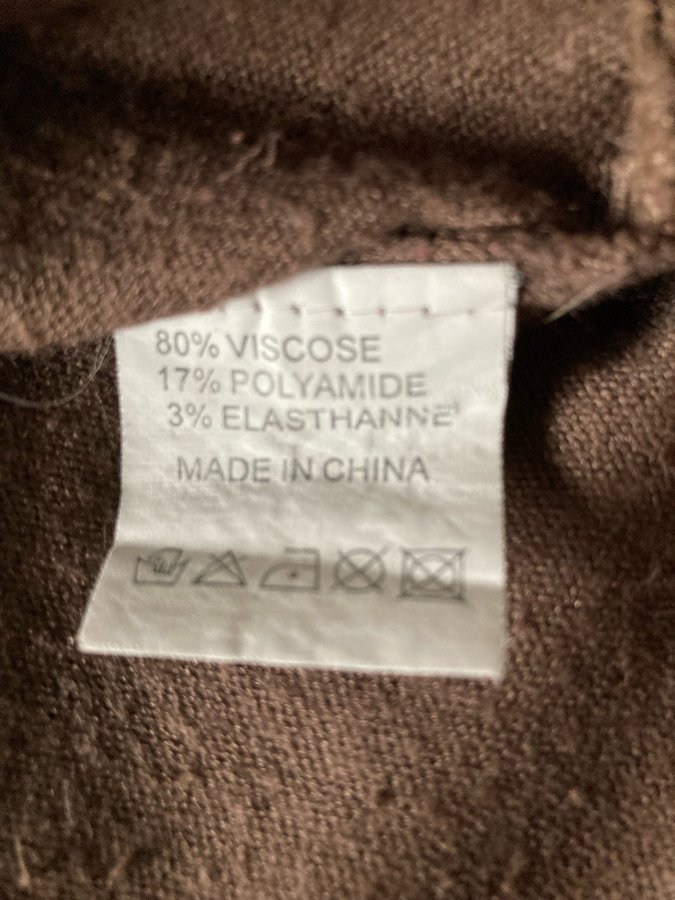 80% VISCOSE
17% POLYAMIDE
3% ELASTHANNE
MADE IN CHINA